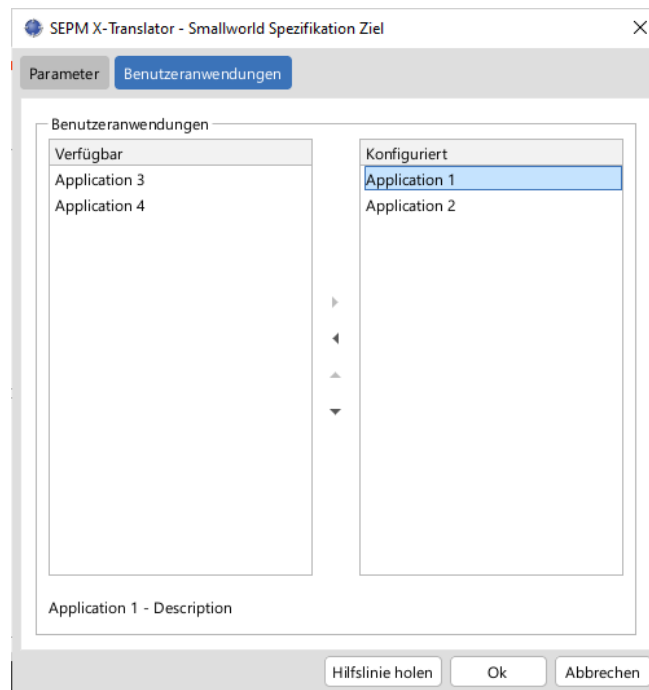 SEPM X-Translator - Smallworld Spezifikation Ziel
Parameter
Benutzeranwendungen
Benutzeranwendungen
Verfügbar
Application 3
Application 4
Konfiguriert
Application 1
Application 2
Application 1 - Description
Hilfslinie holen
Ok
Abbrechen